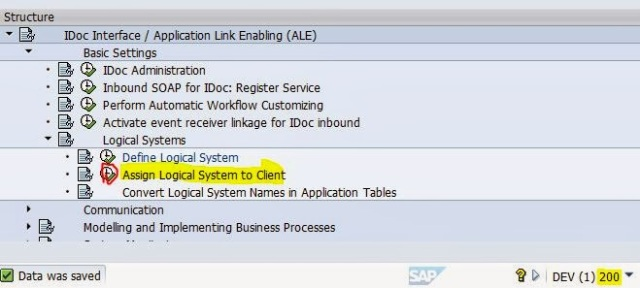 Structure
IDoc Interface / Application Link Enabling (ALE)
Basic Settings
IDoc Administration
Inbound SOAP for IDoc: Register Service
Perform Automatic Workflow Customizing
Activate event receiver linkage for IDoc inbound
Logical Systems
Define Logical System
Assign Logical System to Client
Convert Logical System Names in Application Tables
Communication
Modelling and Implementing Business Processes
Data was saved
SAP
DEV (1) 200